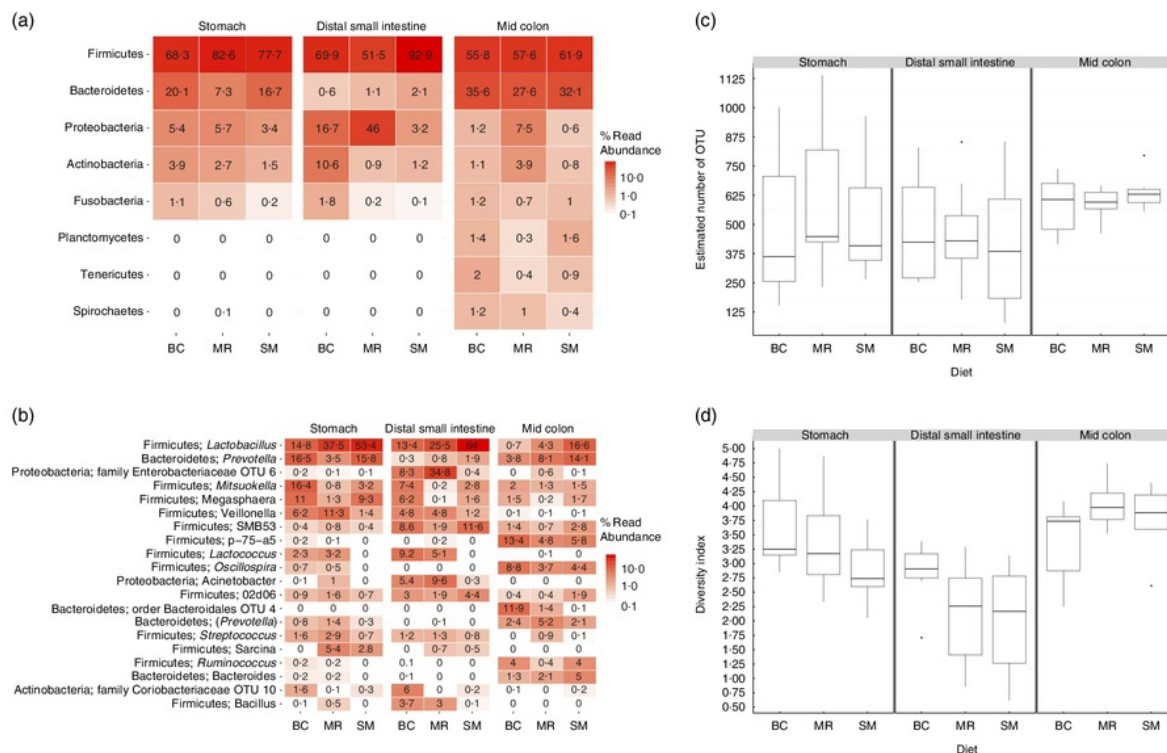 (a)
Stomach Distal small intestine Mid colon
Firmicutes 68·3 82·6 77·7 69·9 51·5 92·9 55·8 57·6 61·9
Bacteroidetes 20·1 7·3 16·7 0·6 1·1 2·1 35·6 27·6 32·1
Proteobacteria 5·4 5·7 3·4 16·7 46 3·2 1·2 7·5 0·6
Actinobacteria 3·9 2·7 1·5 10·6 0·9 1·2 1·1 3·9 0·8
Fusobacteria 1·1 0·6 0·2 1·8 0·2 0·1 1·2 0·7 1
Planctomycetes 0 0 0 0 0 0 1·4 0·3 1·6
Tenericutes 0 0 0 0 0 0 2 0·4 0·9
Spirochaetes 0 0·1 0 0 0 0 1·2 1 0·4
BC MR SM BC MR SM BC MR SM
% Read
Abundance
10·0
1·0
0·1
(b)
Stomach Distal small intestine Mid colon
Firmicutes; Lactobacillus 14·8 37·5 53·4 13·4 25·5 64 0·7 4·3 16·6
Bacteroidetes; Prevotella 16·5 3·5 15·8 0·3 0·8 1·9 3·8 8·1 14·1
Proteobacteria; family Enterobacteriaceae OTU 6 0·2 0·1 0·1 8·3 34·8 0·4 0 0·6 0·1
Firmicutes; Mitsuokella 16·4 0·8 3·2 7·4 0·2 2·8 2 1·3 1·5
Firmicutes; Megasphaera 11 1·3 9·3 6·2 0·1 1·6 1·5 0·2 1·7
Firmicutes; Veillonella 6·2 11·3 1·4 4·8 4·8 1·2 0·1 0·1 0·1
Firmicutes; SMB53 0·4 0·8 0·4 8·6 1·9 11·6 1·4 0·7 2·8
Firmicutes; p-75-a5 0·2 0·1 0 0 0·2 0 13·4 4·8 5·8
Firmicutes; Lactococcus 2·3 3·2 0 9·2 5·1 0 0·1 0
Firmicutes; Oscillospira 0·7 0·5 0 0 0 0 8·8 3·7 4·4
Proteobacteria; Acinetobacter 0·1 1 0 5·4 9·6 0·3 0 0 0
Firmicutes; 02d06 0·9 1·6 0·7 3 1·9 4·4 0·4 0·4 1·9
Bacteroidetes; order Bacteroidales OTU 4 0 0 0 0 0 0 11·9 1·4 0·1
Bacteroidetes; (Prevotella) 0·8 1·4 0·3 0 0·1 0 2·4 5·2 2·1
Firmicutes; Streptococcus 1·6 2·9 0·7 1·2 1·3 0·8 0 0·9 0·1
Firmicutes; Sarcina 0 5·4 2·8 0 0·7 0·5 0 0 0
Firmicutes; Ruminococcus 0·2 0·2 0 0·1 0 0 4 0·4 4
Bacteroidetes; Bacteroides 0·2 0·2 0 0·1 0 0 1·3 2·1 5
Actinobacteria; family Coriobacteriaceae OTU 10 1·6 0·1 0·3 6 0 0·2 0·1 0 0·2
Firmicutes; Bacillus 0·1 0·5 0 3·7 3 0·1 0 0 0
BC MR SM BC MR SM BC MR SM
% Read
Abundance
10·0
1·0
0·1
(c)
Stomach Distal small intestine Mid colon
Estimated number of OTU
1125
1000
875
750
625
500
375
250
125
BC MR SM BC MR SM BC MR SM
Diet
(d)
Stomach Distal small intestine Mid colon
Diversity index
5·00
4·75
4·50
4·25
4·00
3·75
3·50
3·25
3·00
2·75
2·50
2·25
2·00
1·75
1·50
1·25
1·00
0·75
0·50
BC MR SM BC MR SM BC MR SM
Diet